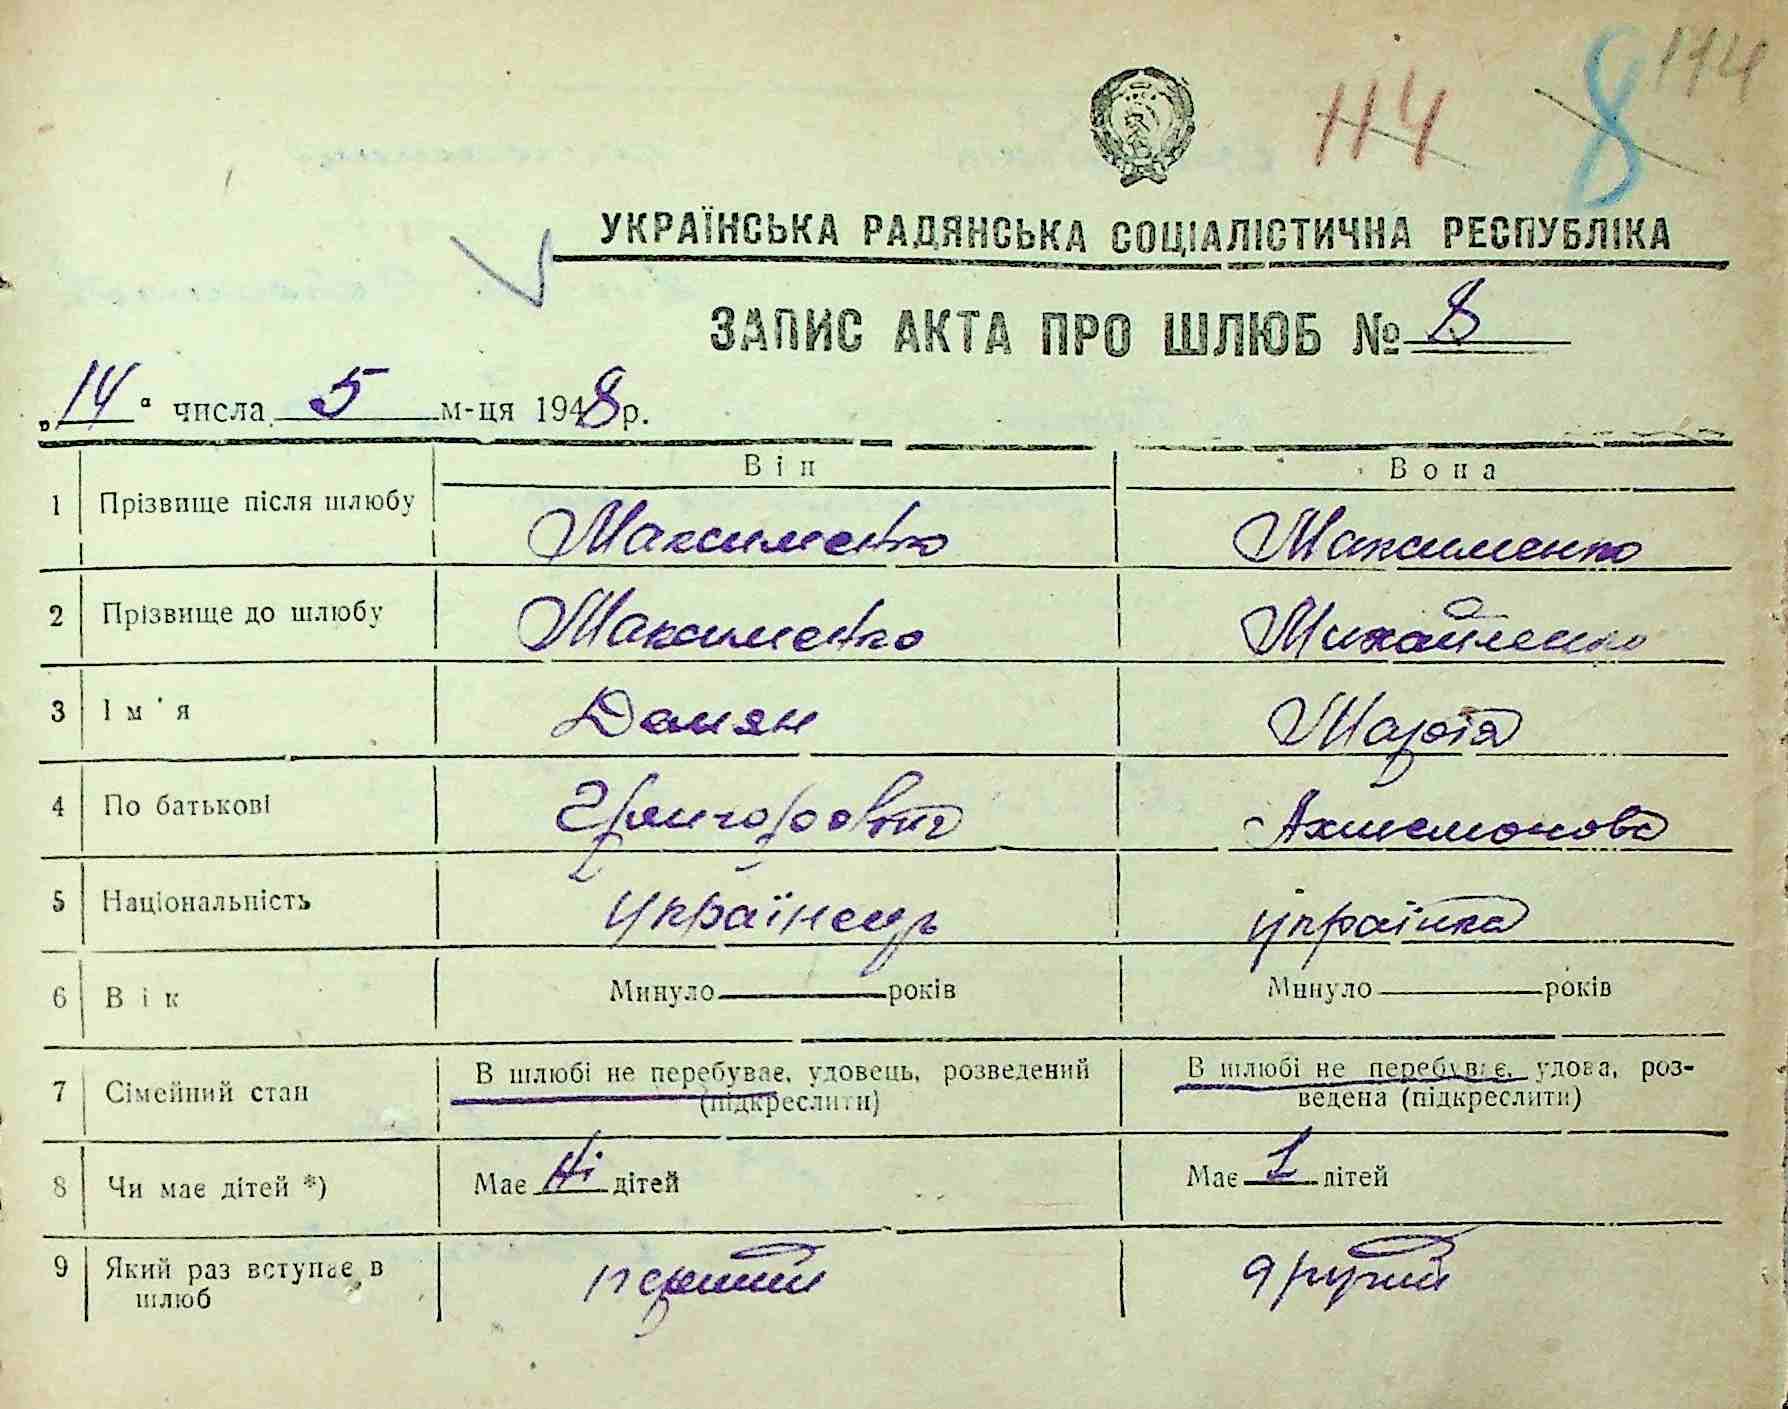 114 8 114
УКРАЇНСЬКА РАДЯНСЬКА СОЦІАЛІСТИЧНА РЕСПУБЛІКА
ЗАПИС АКТА ПРО ШЛЮБ № 8
„14“ числа 5 м-ця 1948 р.
Він Вона
1 Прізвище після шлюбу Максименко Максименко
2 Прізвище до шлюбу Максименко Михайленко
3 Ім'я Домян Марія
4 По батькові Григорович
5 Національність українець українка
6 Вік Минуло років Минуло років
7 Сімейний стан В шлюбі не перебуває, удовець, розведений (підкреслити) В шлюбі не перебуває, удова, роз-
ведена (підкреслити)
8 Чи має дітей *) Має Ні дітей Має 1 дітей
9 Який раз вступає в шлюб перший другий